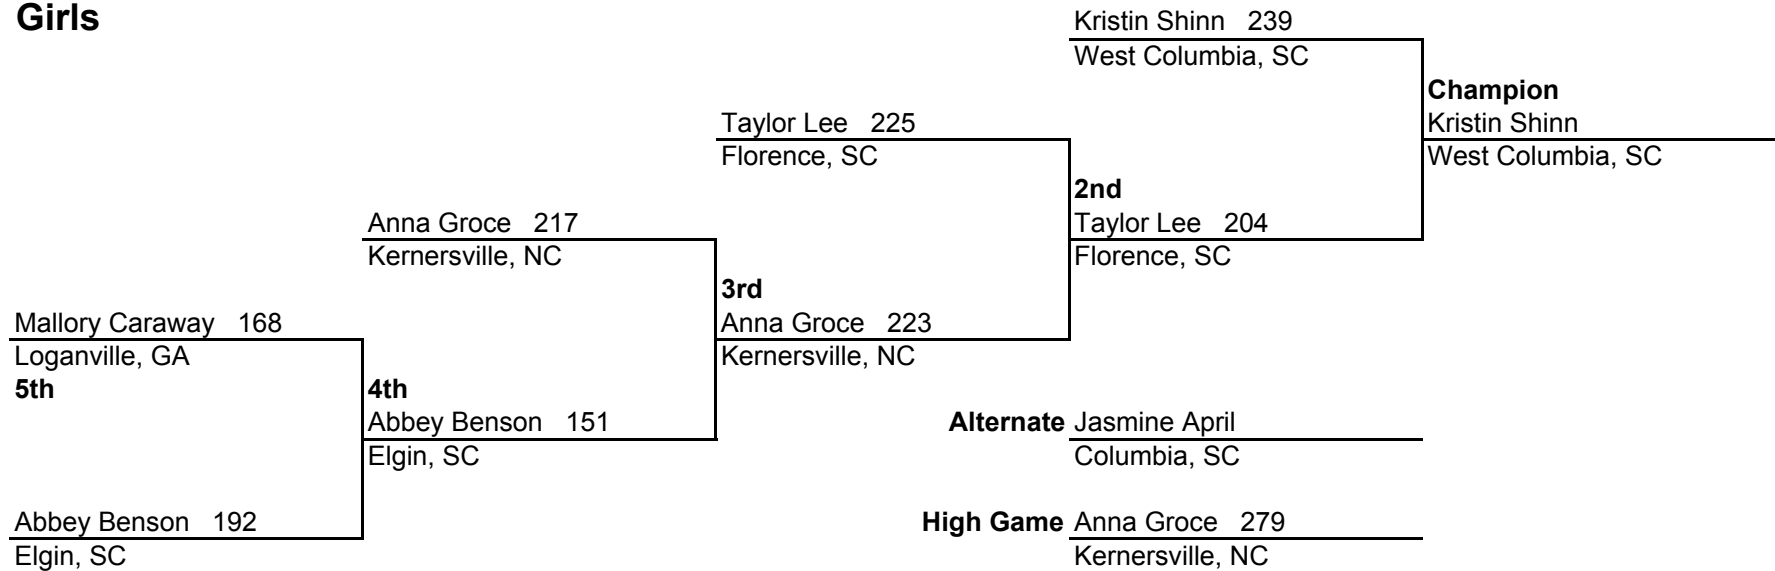 Girls
Kristin Shinn 239
West Columbia, SC
Champion
Taylor Lee 225
Kristin Shinn
Florence, SC
West Columbia, SC
2nd
Anna Groce 217
Taylor Lee 204
Kernersville, NC
Florence, SC
3rd
Mallory Caraway 168
Anna Groce 223
Loganville, GA
Kernersville, NC
5th
4th
Abbey Benson 151
Alternate Jasmine April
Elgin, SC
Columbia, SC
Abbey Benson 192
High Game Anna Groce 279
Elgin, SC
Kernersville, NC